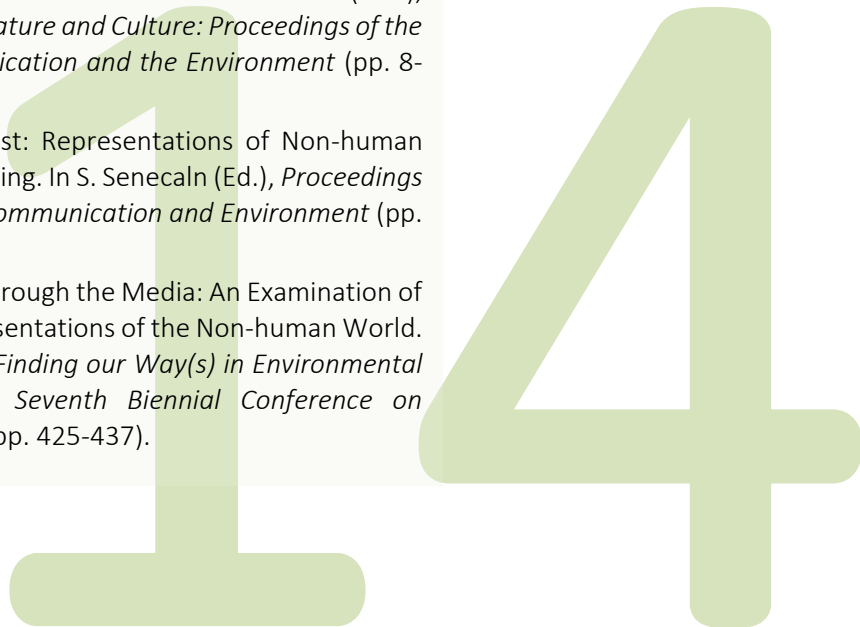 ature and Culture: Proceedings of the
ication and the Environment (pp. 8-
st: Representations of Non-human
ing. In S. Senecaln (Ed.), Proceedings
ommunication and Environment (pp.
rough the Media: An Examination of
sentations of the Non-human World.
Finding our Way(s) in Environmental
Seventh Biennial Conference on
pp. 425-437).
14